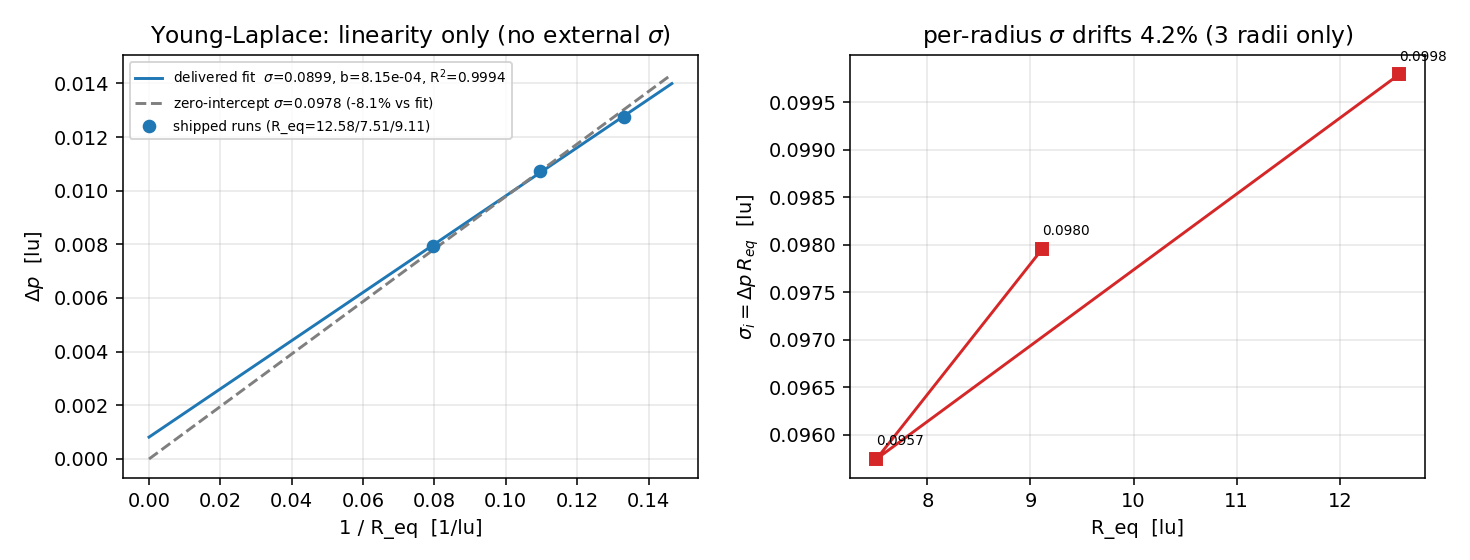 Young-Laplace: linearity only (no external σ)
delivered fit σ=0.0899, b=8.15e-04, R²=0.9994
zero-intercept σ=0.0978 (-8.1% vs fit)
shipped runs (R_eq=12.58/7.51/9.11)
0.014
0.012
0.010
0.008
0.006
0.004
0.002
0.000
Δp [lu]
0.00 0.02 0.04 0.06 0.08 0.10 0.12 0.14
1 / R_eq [1/lu]
per-radius σ drifts 4.2% (3 radii only)
0.0998
0.0980
0.0957
0.0995
0.0990
0.0985
0.0980
0.0975
0.0970
0.0965
0.0960
σᵢ = Δp R_eq [lu]
8 9 10 11 12
R_eq [lu]